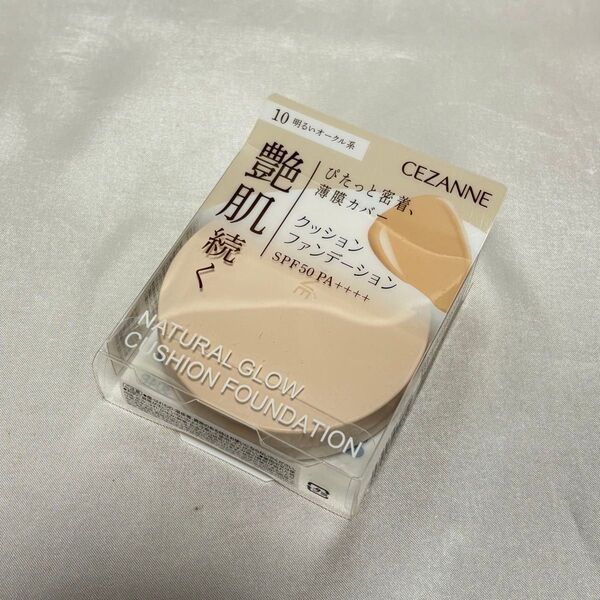 10 明るいオークル系
CEZANNE
艶肌続く
ぴたっと密着、
薄膜カバー
クッション
ファンデーション
SPF50 PA++++
NATURAL GLOW
CUSHION FOUNDATION